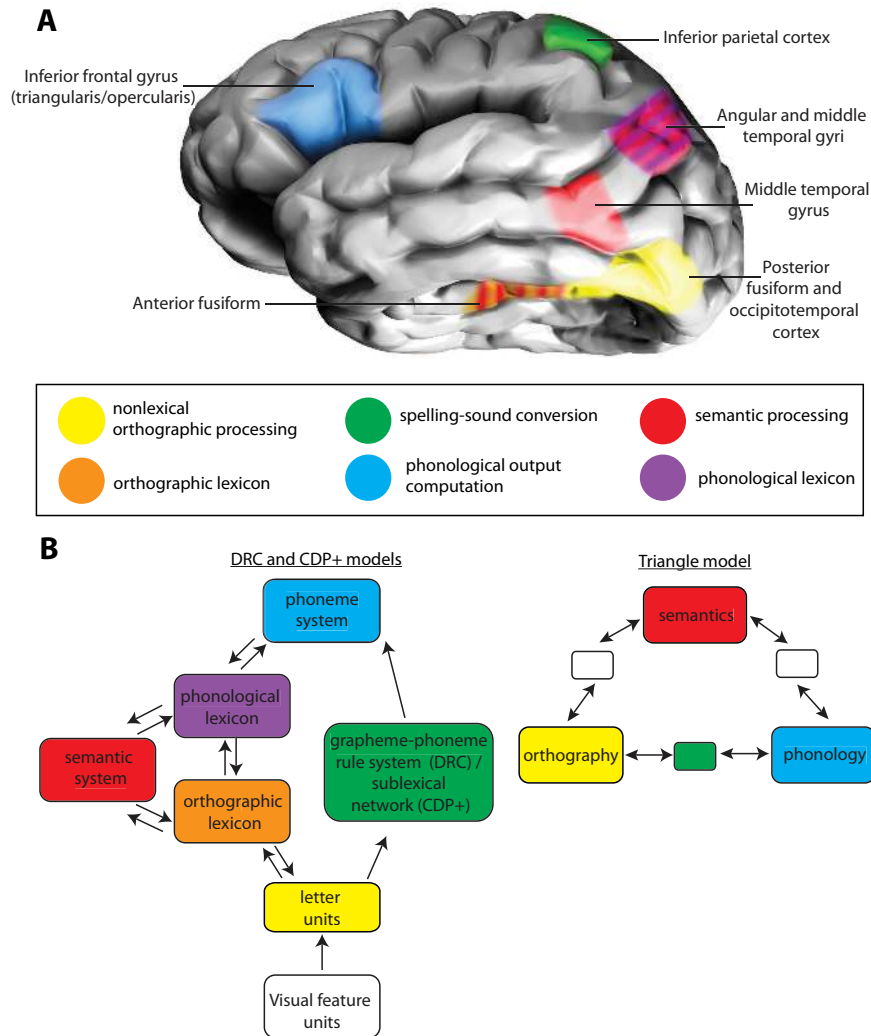 A
Inferior frontal gyrus
(triangularis/opercularis)
Inferior parietal cortex
Angular and middle
temporal gyri
Middle temporal
gyrus
Posterior
fusiform and
occipitotemporal
cortex
Anterior fusiform
nonlexical
orthographic processing
spelling-sound conversion
semantic processing
orthographic lexicon
phonological output
computation
phonological lexicon
B
DRC and CDP+ models
phoneme
system
phonological
lexicon
semantic
system
orthographic
lexicon
grapheme-phoneme
rule system (DRC) /
sublexical
network (CDP+)
letter
units
Visual feature
units
Triangle model
semantics
orthography
phonology